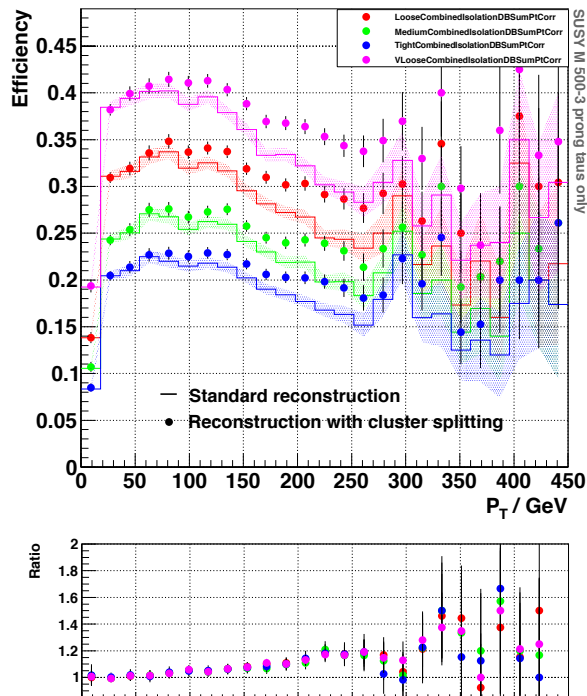 LooseCombinedIsolationDBSumPtCorr
MediumCombinedIsolationDBSumPtCorr
TightCombinedIsolationDBSumPtCorr
VLooseCombinedIsolationDBSumPtCorr
SUSY M 500-3 prong taus only
Efficiency
0.45
0.4
0.35
0.3
0.25
0.2
0.15
0.1
0.05
0
Standard reconstruction
Reconstruction with cluster splitting
0 50 100 150 200 250 300 350 400 450
P_T / GeV
Ratio
2
1.8
1.6
1.4
1.2
1